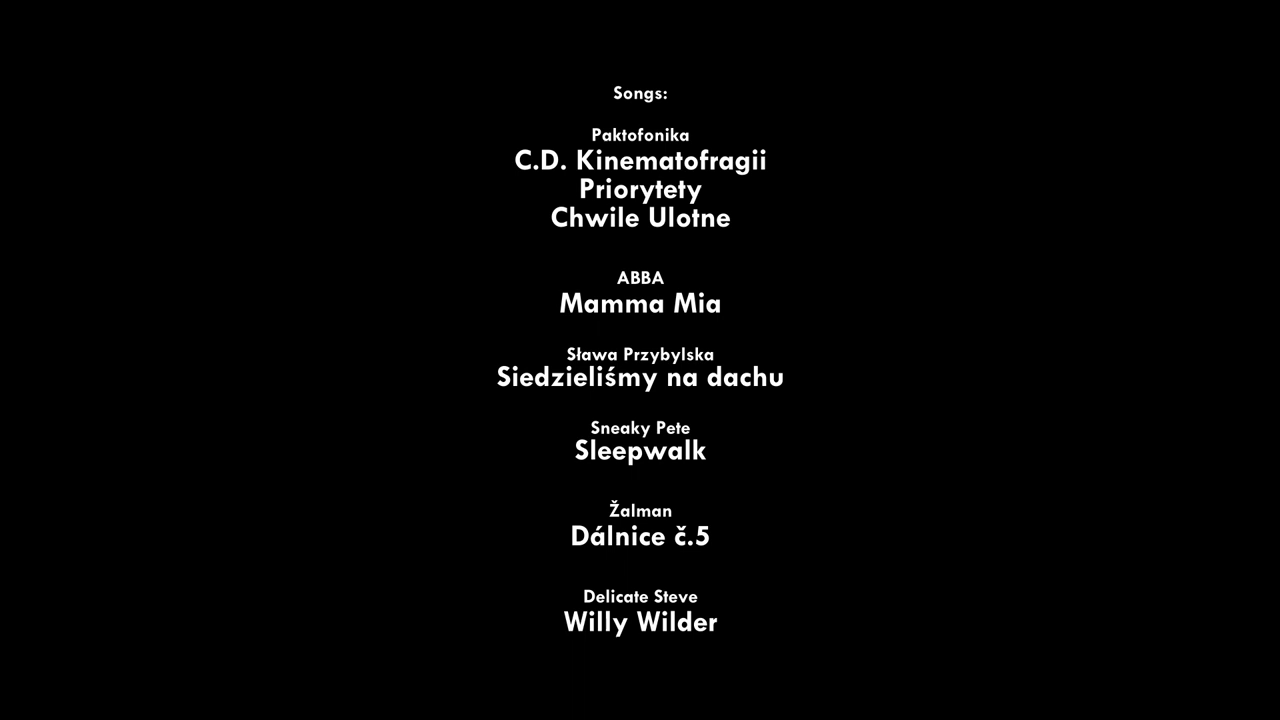 Songs:
Paktofonika
C.D. Kinematofragii
Priorytety
Chwile Ulotne
ABBA
Mamma Mia
Sława Przybylska
Siedzieliśmy na dachu
Sneaky Pete
Sleepwalk
Žalman
Dálnice č.5
Delicate Steve
Willy Wilder